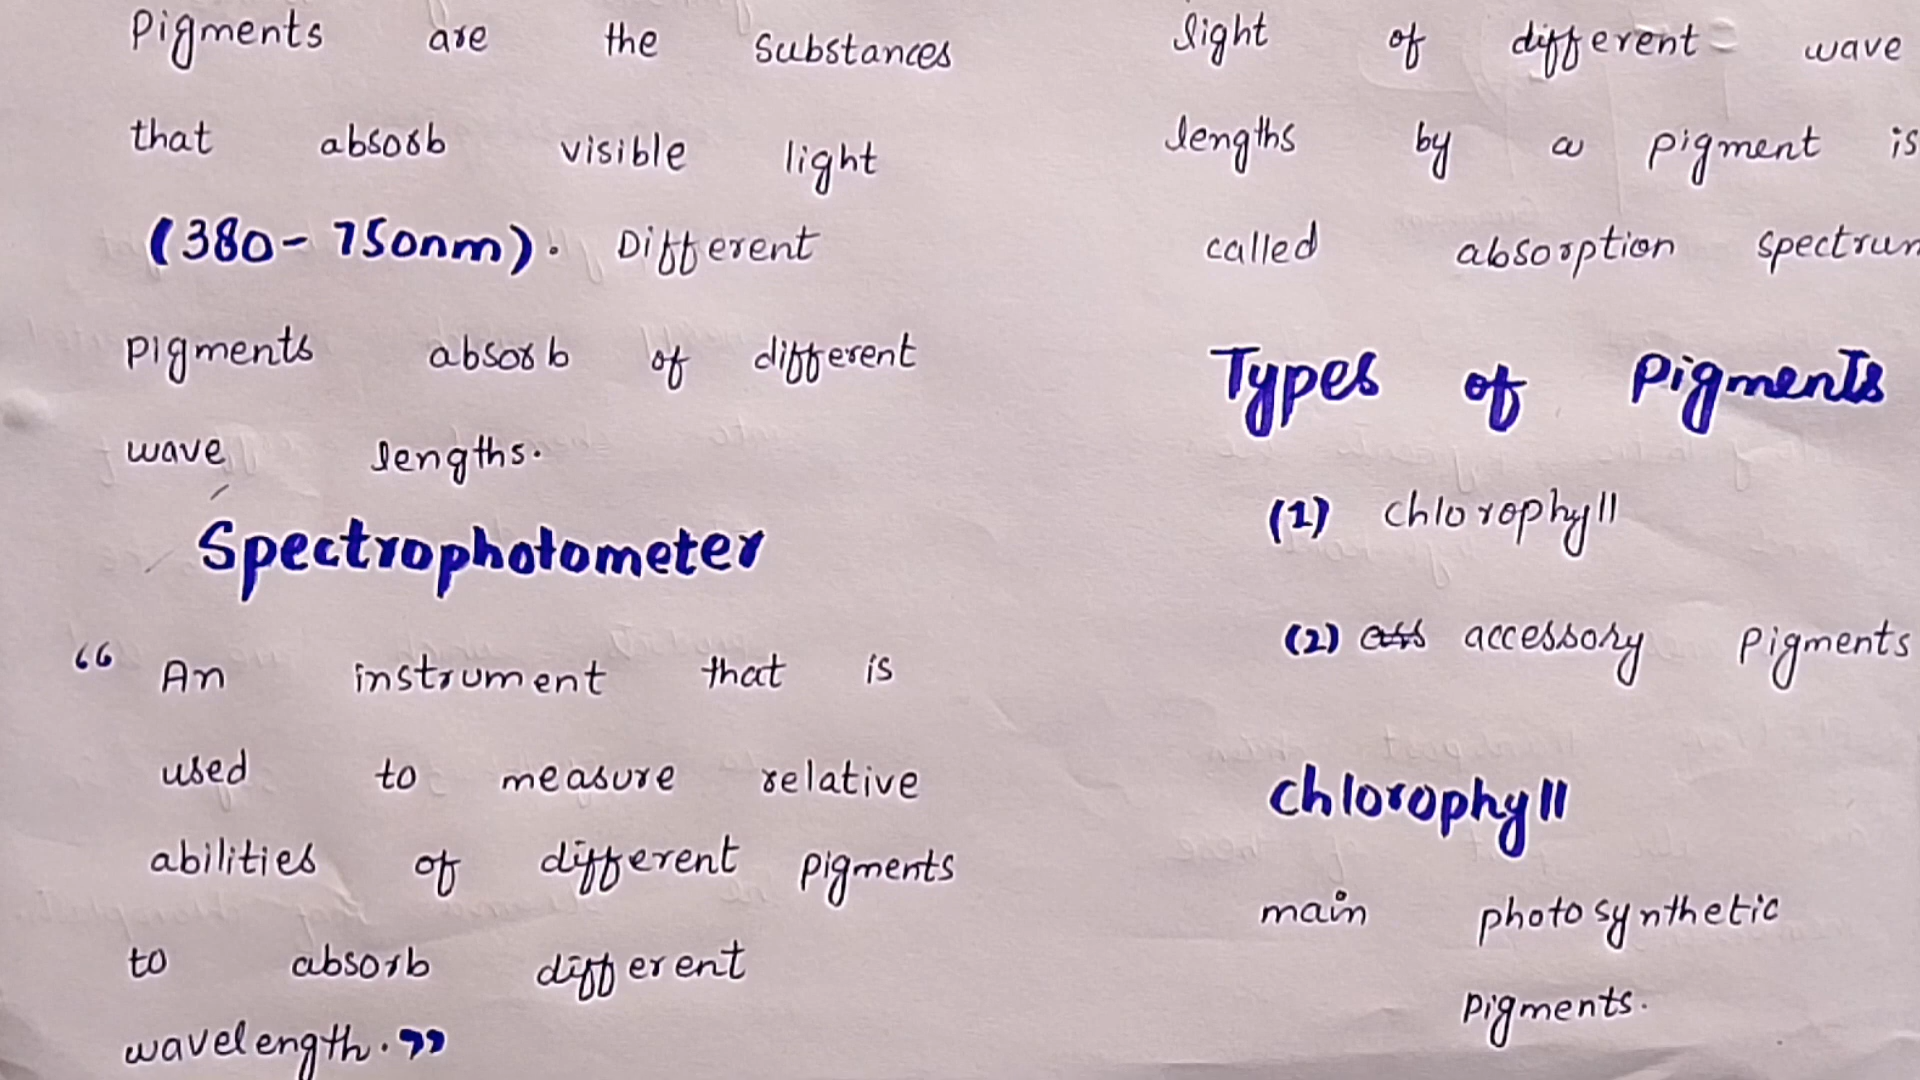 Pigments are the substances
that absorb visible light
(380- 750nm). Different
pigments absorb of different
wave lengths.
Spectrophotometer
“ An instrument that is
used to measure relative
abilities of different pigments
to absorb different
wavelength. ”
light of different wave
lengths by a pigment is
called absorption spectrum
Types of Pigments
(1) chlorophyll
(2) accessory Pigments
chlorophyll
main photosynthetic
pigments.